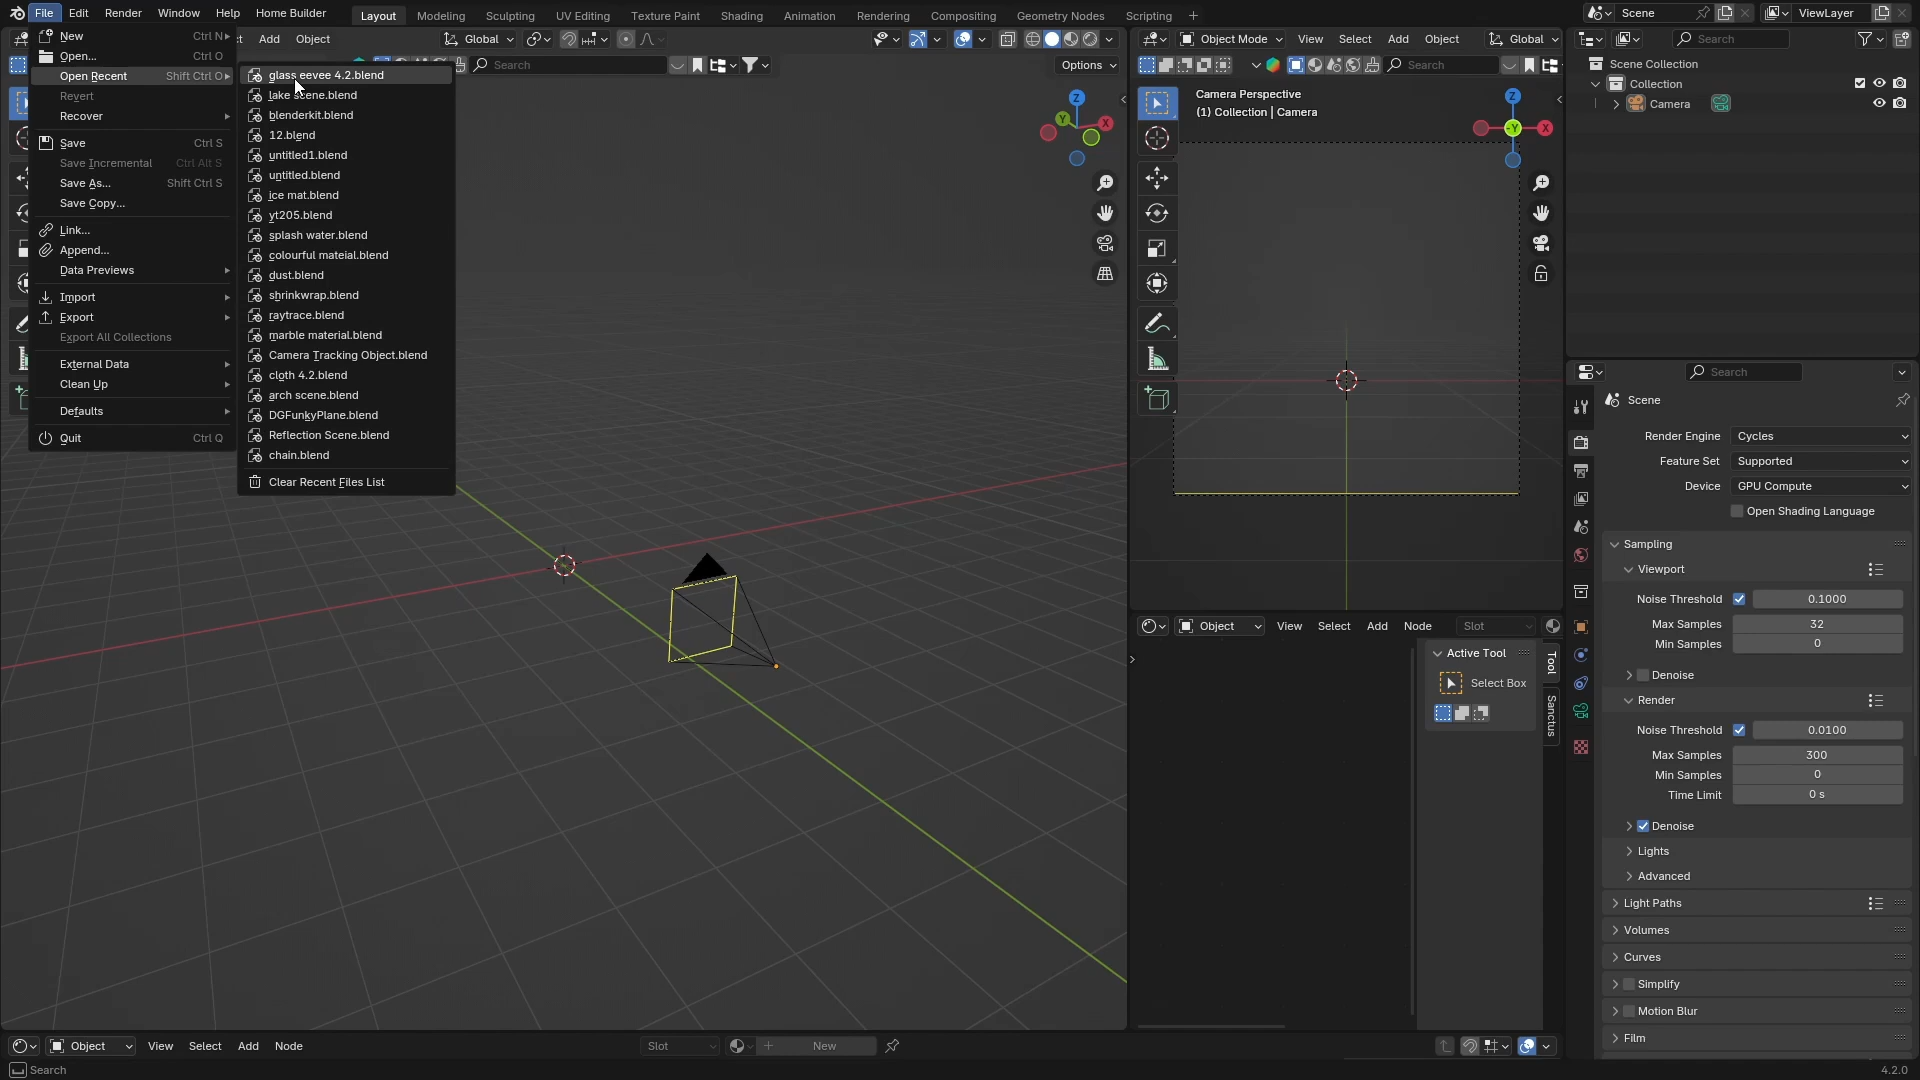 File Edit Render Window Help Home Builder Layout Modeling Sculpting UV Editing Texture Paint Shading Animation Rendering Compositing Geometry Nodes Scripting Scene ViewLayer
New Ctrl N
Open... Ctrl O
Open Recent Shift Ctrl O
Revert
Recover
Save Ctrl S
Save Incremental Ctrl Alt S
Save As... Shift Ctrl S
Save Copy...
Link...
Append...
Data Previews
Import
Export
Export All Collections
External Data
Clean Up
Defaults
Quit Ctrl Q
glass eevee 4.2.blend
lake scene.blend
blenderkit.blend
12.blend
untitled1.blend
untitled.blend
ice mat.blend
yt205.blend
splash water.blend
colourful mateial.blend
dust.blend
shrinkwrap.blend
raytrace.blend
marble material.blend
Camera Tracking Object.blend
cloth 4.2.blend
arch scene.blend
DGFunkyPlane.blend
Reflection Scene.blend
chain.blend
Clear Recent Files List
Add Object Global
Search Options
Z
Y X
Object Mode View Select Add Object Global
Search
Camera Perspective
(1) Collection | Camera
Z
-Y X
Object View Select Add Node Slot
Active Tool
Select Box
Tool
Sanctus
Search
Scene Collection
Collection
Camera
Search
Scene
Render Engine Cycles
Feature Set Supported
Device GPU Compute
Open Shading Language
Sampling
Viewport
Noise Threshold 0.1000
Max Samples 32
Min Samples 0
Denoise
Render
Noise Threshold 0.0100
Max Samples 300
Min Samples 0
Time Limit 0 s
Denoise
Lights
Advanced
Light Paths
Volumes
Curves
Simplify
Motion Blur
Film
Object View Select Add Node Slot New
Search 4.2.0